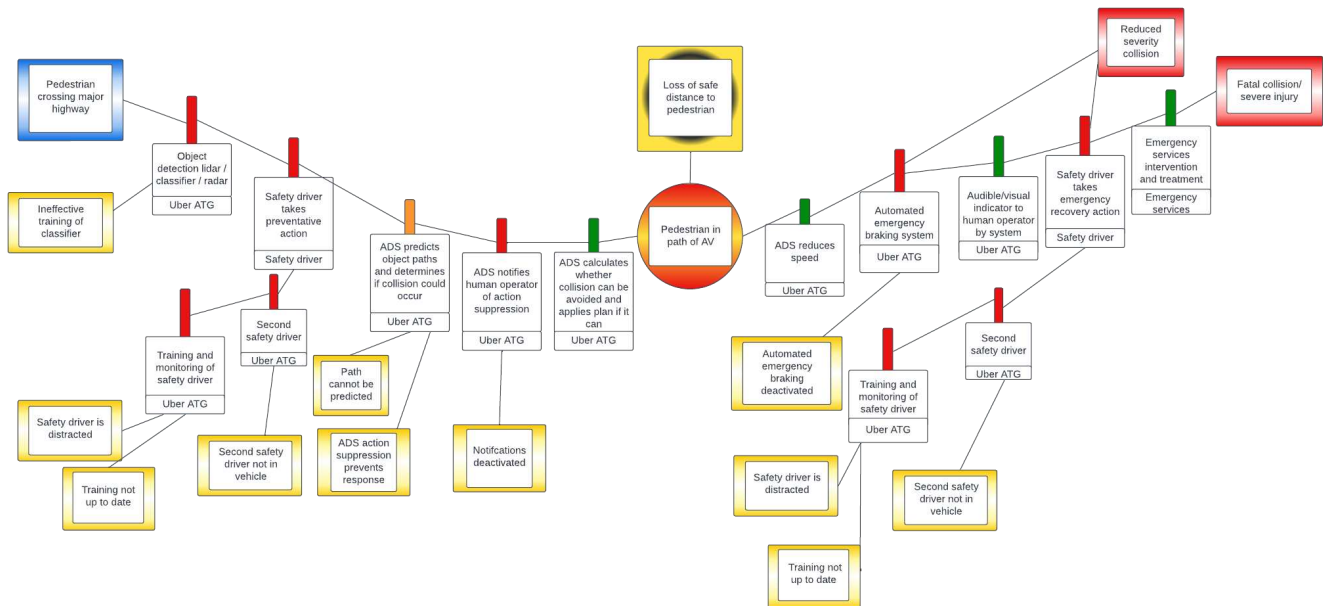 Pedestrian
crossing major
highway
Ineffective
training of
classifier
Object
detection lidar /
classifier / radar
Uber ATG
Safety driver
takes
preventative
action
Safety driver
Training and
monitoring of
safety driver
Uber ATG
Second
safety driver
Uber ATG
Safety driver is
distracted
Training not
up to date
Second safety
driver not in
vehicle
ADS predicts
object paths
and determines
if collision could
occur
Uber ATG
Path
cannot be
predicted
ADS action
suppression
prevents
response
ADS notifies
human operator
of action
suppression
Uber ATG
Notifcations
deactivated
ADS calculates
whether
collision can be
avoided and
applies plan if it
can
Uber ATG
Loss of safe
distance to
pedestrian
Pedestrian in
path of AV
ADS reduces
speed
Uber ATG
Automated
emergency
braking system
Uber ATG
Automated
emergency
braking
deactivated
Audible/visual
indicator to
human operator
by system
Uber ATG
Safety driver
takes
emergency
recovery action
Safety driver
Training and
monitoring of
safety driver
Uber ATG
Second
safety driver
Uber ATG
Safety driver is
distracted
Training not
up to date
Second safety
driver not in
vehicle
Emergency
services
intervention
and treatment
Emergency
services
Reduced
severity
collision
Fatal collision/
severe injury